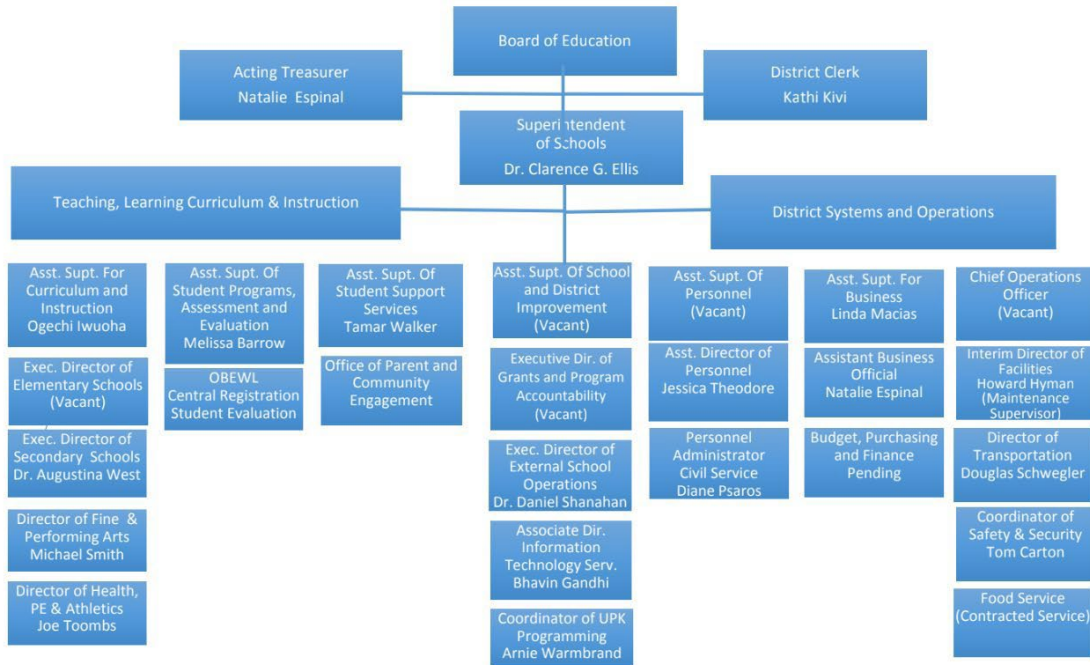 Board of Education
Acting Treasurer
Natalie Espinal
District Clerk
Kathi Kivi
Superintendent
of Schools
Dr. Clarence G. Ellis
Teaching, Learning Curriculum & Instruction
District Systems and Operations
Asst. Supt. For
Curriculum and
Instruction
Ogechi Iwuoha
Exec. Director of
Elementary Schools
(Vacant)
Exec. Director of
Secondary Schools
Dr. Augustina West
Director of Fine &
Performing Arts
Michael Smith
Director of Health,
PE & Athletics
Joe Toombs
Asst. Supt. Of
Student Programs,
Assessment and
Evaluation
Melissa Barrow
OBEWL
Central Registration
Student Evaluation
Asst. Supt. Of
Student Support
Services
Tamar Walker
Office of Parent and
Community
Engagement
Asst. Supt. Of School
and District
Improvement
(Vacant)
Executive Dir. of
Grants and Program
Accountability
(Vacant)
Exec. Director of
External School
Operations
Dr. Daniel Shanahan
Associate Dir.
Information
Technology Serv.
Bhavin Gandhi
Coordinator of UPK
Programming
Arnie Warmbrand
Asst. Supt. Of
Personnel
(Vacant)
Asst. Director of
Personnel
Jessica Theodore
Personnel
Administrator
Civil Service
Diane Psaros
Asst. Supt. For
Business
Linda Macias
Assistant Business
Official
Natalie Espinal
Budget, Purchasing
and Finance
Pending
Chief Operations
Officer
(Vacant)
Interim Director of
Facilities
Howard Hyman
(Maintenance
Supervisor)
Director of
Transportation
Douglas Schwegler
Coordinator of
Safety & Security
Tom Carton
Food Service
(Contracted Service)